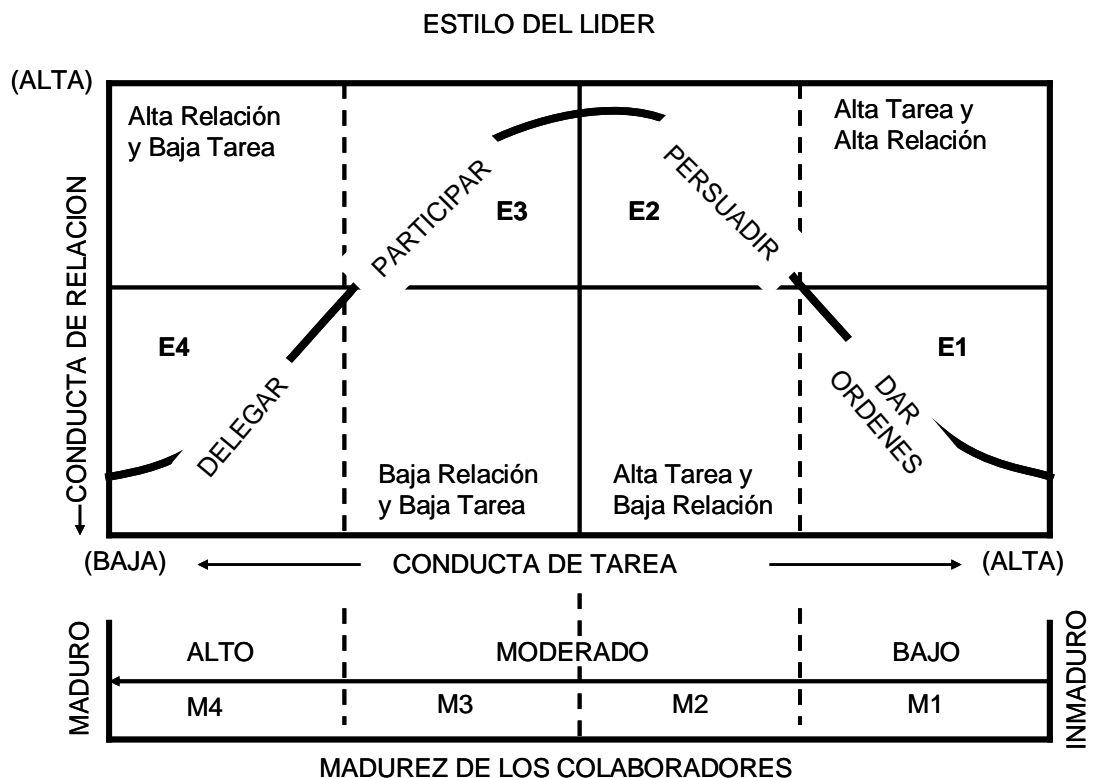 ESTILO DEL LIDER
(ALTA)
Alta Relación
y Baja Tarea
Alta Tarea y
Alta Relación
PARTICIPAR
E3
E2
PERSUADIR
CONDUCTA DE RELACION
E4
E1
DELEGAR
DAR
ORDENES
Baja Relación
y Baja Tarea
Alta Tarea y
Baja Relación
(BAJA)
CONDUCTA DE TAREA
(ALTA)
MADURO
ALTO
MODERADO
BAJO
INMADURO
M4
M3
M2
M1
MADUREZ DE LOS COLABORADORES